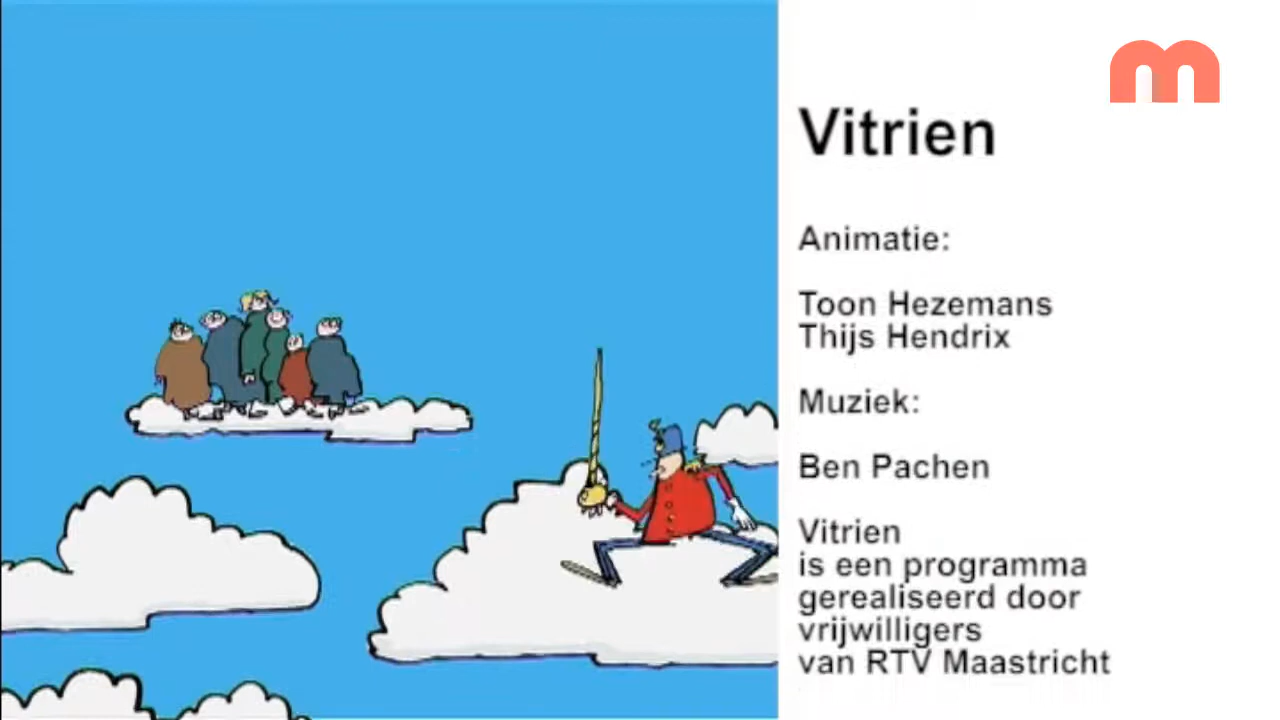 m
Vitrien
Animatie:
Toon Hezemans
Thijs Hendrix
Muziek:
Ben Pachen
Vitrien
is een programma
gerealiseerd door
vrijwilligers
van RTV Maastricht